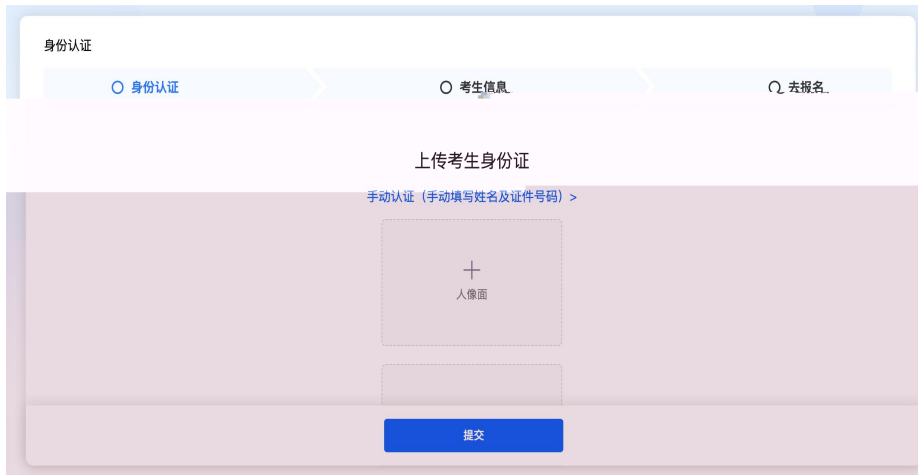 身份认证
身份认证
考生信息
去报名
上传考生身份证
手动认证（手动填写姓名及证件号码）>
人像面
提交